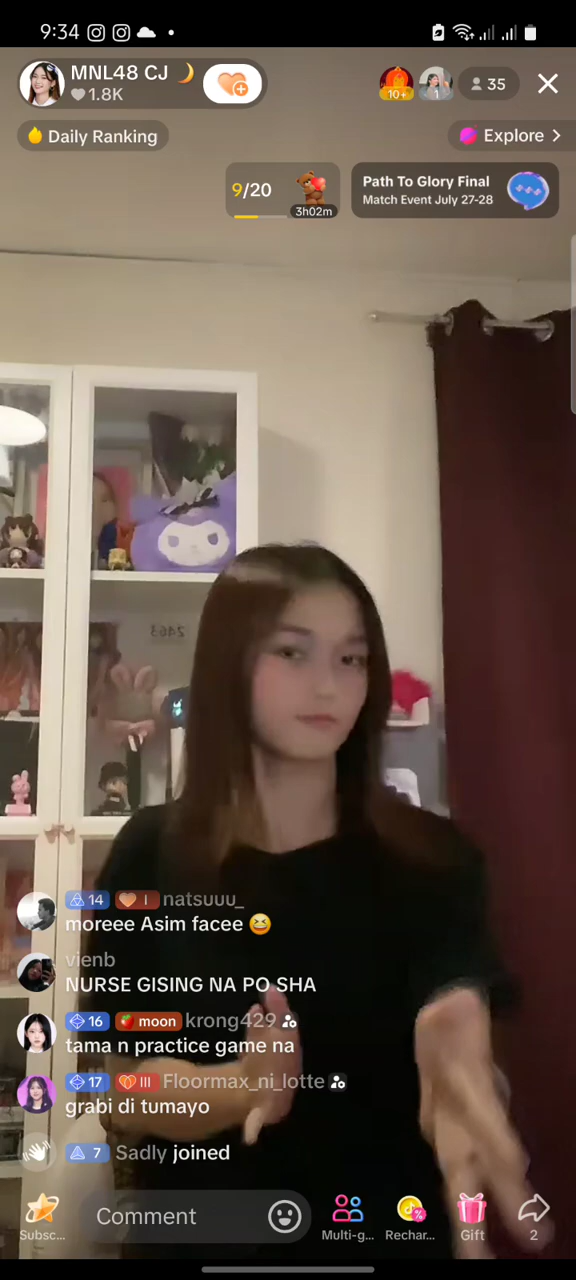 9:34
MNL48 CJ 🌙
1.8K
10+
1
35
Daily Ranking
Explore >
9/20
3h02m
Path To Glory Final
Match Event July 27-28
2463
14 I natsuuu_
moreee Asim facee 😆
vienb
NURSE GISING NA PO SHA
16 moon krong429
tama n practice game na
17 III Floormax_ni_lotte
grabi di tumayo
7 Sadly joined
Comment
Subsc...
Multi-g...
Rechar...
Gift
2